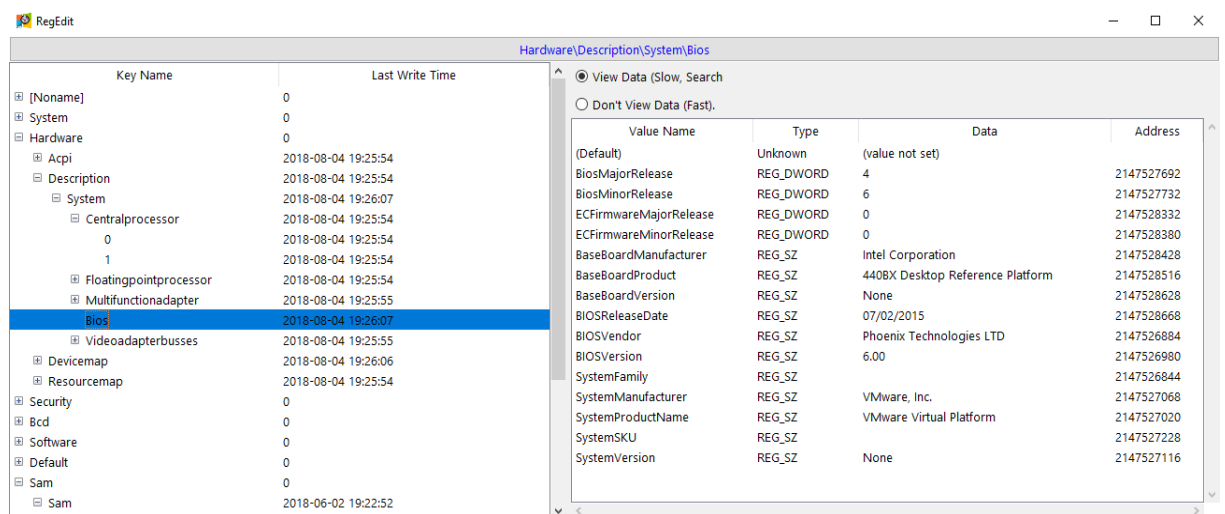 RegEdit
Hardware\Description\System\Bios
Key Name Last Write Time
[Noname] 0
System 0
Hardware 0
Acpi 2018-08-04 19:25:54
Description 2018-08-04 19:25:54
System 2018-08-04 19:26:07
Centralprocessor 2018-08-04 19:25:54
0 2018-08-04 19:25:54
1 2018-08-04 19:25:54
Floatingpointprocessor 2018-08-04 19:25:54
Multifunctionadapter 2018-08-04 19:25:55
Bios 2018-08-04 19:26:07
Videoadapterbusses 2018-08-04 19:25:55
Devicemap 2018-08-04 19:26:06
Resourcemap 2018-08-04 19:25:54
Security 0
Bcd 0
Software 0
Default 0
Sam 0
Sam 2018-06-02 19:22:52
View Data (Slow, Search
Don't View Data (Fast).
Value Name Type Data Address
(Default) Unknown (value not set)
BiosMajorRelease REG_DWORD 4 2147527692
BiosMinorRelease REG_DWORD 6 2147527732
ECFirmwareMajorRelease REG_DWORD 0 2147528332
ECFirmwareMinorRelease REG_DWORD 0 2147528380
BaseBoardManufacturer REG_SZ Intel Corporation 2147528428
BaseBoardProduct REG_SZ 440BX Desktop Reference Platform 2147528516
BaseBoardVersion REG_SZ None 2147528628
BIOSReleaseDate REG_SZ 07/02/2015 2147528668
BIOSVendor REG_SZ Phoenix Technologies LTD 2147526884
BIOSVersion REG_SZ 6.00 2147526980
SystemFamily REG_SZ 2147526844
SystemManufacturer REG_SZ VMware, Inc. 2147527068
SystemProductName REG_SZ VMware Virtual Platform 2147527020
SystemSKU REG_SZ 2147527228
SystemVersion REG_SZ None 2147527116